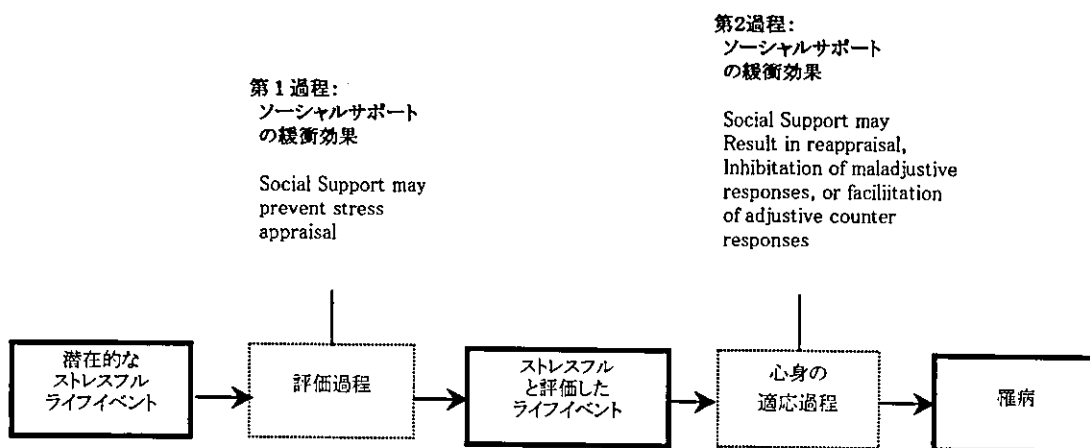 第1過程:
ソーシャルサポート
の緩衝効果
Social Support may
prevent stress
appraisal
第2過程:
ソーシャルサポート
の緩衝効果
Social Support may
Result in reappraisal,
Inhibitation of maladjustive
responses, or faciliitation
of adjustive counter
responses
潜在的な
ストレスフル
ライフイベント
評価過程
ストレスフル
と評価した
ライフイベント
心身の
適応過程
罹病